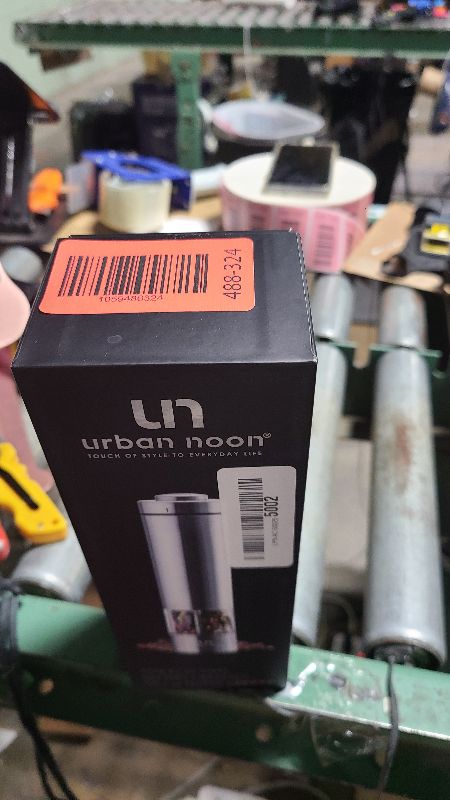 1059488324
488-324
un
urban noon®
TOUCH OF STYLE TO EVERYDAY LIFE
5002